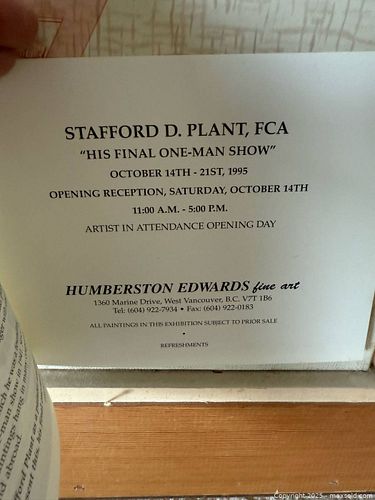 STAFFORD D. PLANT, FCA
"HIS FINAL ONE-MAN SHOW"
OCTOBER 14TH - 21ST, 1995
OPENING RECEPTION, SATURDAY, OCTOBER 14TH
11:00 A.M. - 5:00 P.M.
ARTIST IN ATTENDANCE OPENING DAY
HUMBERSTON EDWARDS fine art
1360 Marine Drive, West Vancouver, B.C. V7T 1B6
Tel: (604) 922-7934 • Fax: (604) 922-0183
ALL PAINTINGS IN THIS EXHIBITION SUBJECT TO PRIOR SALE
•
REFRESHMENTS
Copyright 2025 - maxsold.com